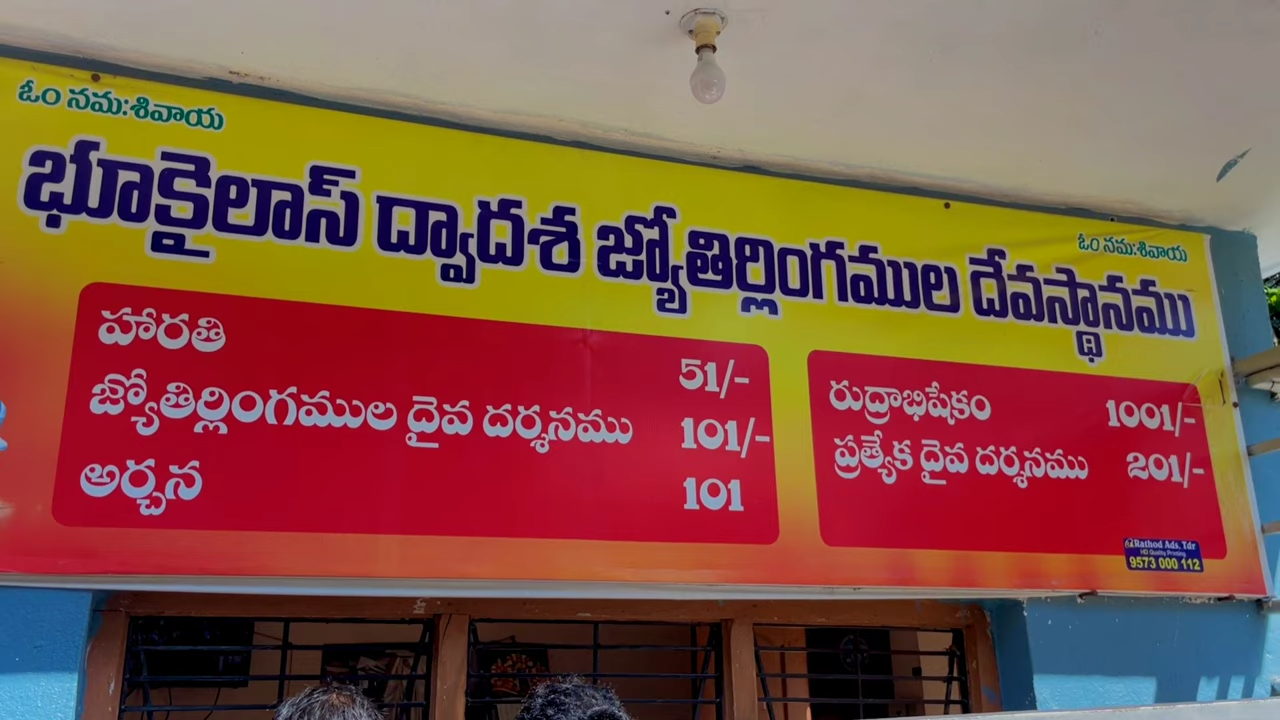 ఓం నమ:శివాయ
ఓం నమ:శివాయ
భూకైలాస్ ద్వాదశ జ్యోతిర్లింగముల దేవస్థానము
హారతి 51/-
జ్యోతిర్లింగముల దైవ దర్శనము 101/-
అర్చన 101
రుద్రాభిషేకం 1001/-
ప్రత్యేక దైవ దర్శనము 201/-
Rathod Ads, Tdr
HD Quality Printing
9573 000 112